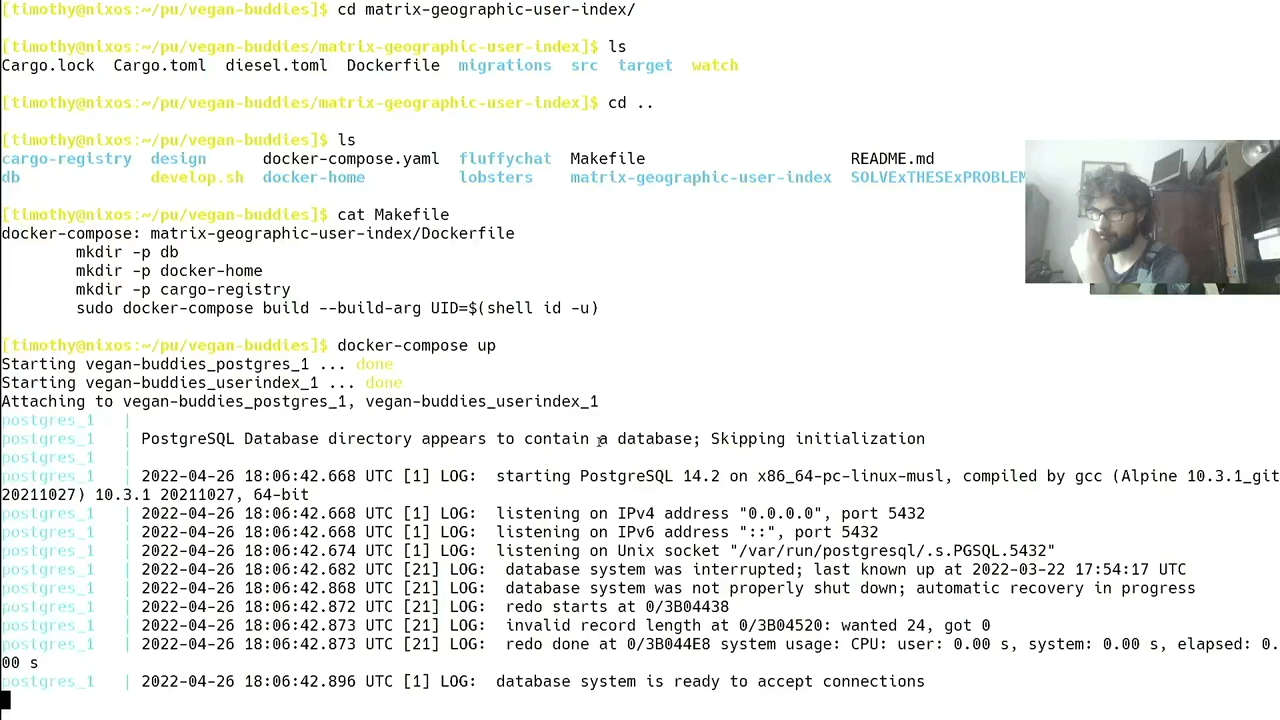 [timothy@nixos:~/pu/vegan-buddies]$ cd matrix-geographic-user-index/
[timothy@nixos:~/pu/vegan-buddies/matrix-geographic-user-index]$ ls
Cargo.lock  Cargo.toml  diesel.toml  Dockerfile  migrations  src  target  watch
[timothy@nixos:~/pu/vegan-buddies/matrix-geographic-user-index]$ cd ..
[timothy@nixos:~/pu/vegan-buddies]$ ls
cargo-registry  design      docker-compose.yaml  fluffychat  Makefile                      README.md
db              develop.sh  docker-home          lobsters    matrix-geographic-user-index  SOLVExTHESExPROBLEM
[timothy@nixos:~/pu/vegan-buddies]$ cat Makefile
docker-compose: matrix-geographic-user-index/Dockerfile
        mkdir -p db
        mkdir -p docker-home
        mkdir -p cargo-registry
        sudo docker-compose build --build-arg UID=$(shell id -u)
[timothy@nixos:~/pu/vegan-buddies]$ docker-compose up
Starting vegan-buddies_postgres_1 ... done
Starting vegan-buddies_userindex_1 ... done
Attaching to vegan-buddies_postgres_1, vegan-buddies_userindex_1
postgres_1   |
postgres_1   | PostgreSQL Database directory appears to contain a database; Skipping initialization
postgres_1   |
postgres_1   | 2022-04-26 18:06:42.668 UTC [1] LOG:  starting PostgreSQL 14.2 on x86_64-pc-linux-musl, compiled by gcc (Alpine 10.3.1_git
20211027) 10.3.1 20211027, 64-bit
postgres_1   | 2022-04-26 18:06:42.668 UTC [1] LOG:  listening on IPv4 address "0.0.0.0", port 5432
postgres_1   | 2022-04-26 18:06:42.668 UTC [1] LOG:  listening on IPv6 address "::", port 5432
postgres_1   | 2022-04-26 18:06:42.674 UTC [1] LOG:  listening on Unix socket "/var/run/postgresql/.s.PGSQL.5432"
postgres_1   | 2022-04-26 18:06:42.682 UTC [21] LOG:  database system was interrupted; last known up at 2022-03-22 17:54:17 UTC
postgres_1   | 2022-04-26 18:06:42.868 UTC [21] LOG:  database system was not properly shut down; automatic recovery in progress
postgres_1   | 2022-04-26 18:06:42.872 UTC [21] LOG:  redo starts at 0/3B04438
postgres_1   | 2022-04-26 18:06:42.873 UTC [21] LOG:  invalid record length at 0/3B04520: wanted 24, got 0
postgres_1   | 2022-04-26 18:06:42.873 UTC [21] LOG:  redo done at 0/3B044E8 system usage: CPU: user: 0.00 s, system: 0.00 s, elapsed: 0.
00 s
postgres_1   | 2022-04-26 18:06:42.896 UTC [1] LOG:  database system is ready to accept connections